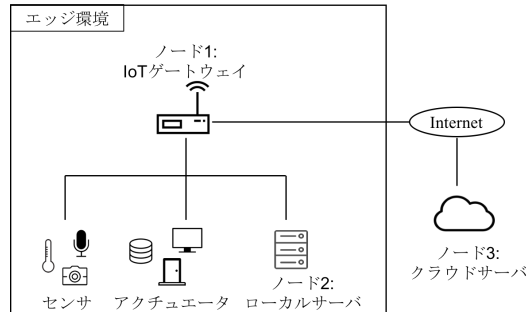 エッジ環境
ノード1:
IoTゲートウェイ
Internet
ノード3:
クラウドサーバ
ノード2:
センサ
アクチュエータ
ローカルサーバ